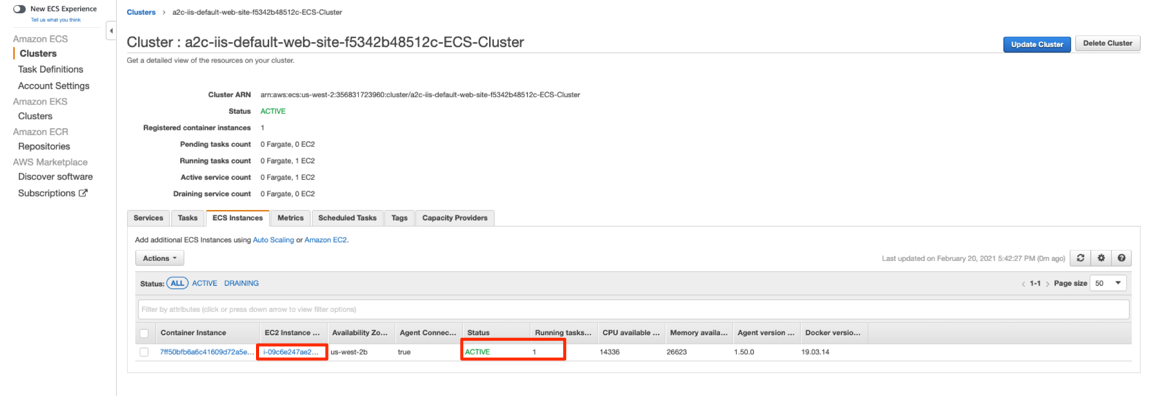 New ECS Experience
Tell us what you think
Amazon ECS
Clusters
Task Definitions
Account Settings
Amazon EKS
Clusters
Amazon ECR
Repositories
AWS Marketplace
Discover software
Subscriptions
Clusters > a2c-iis-default-web-site-f5342b48512c-ECS-Cluster
Cluster : a2c-iis-default-web-site-f5342b48512c-ECS-Cluster
Update Cluster Delete Cluster
Get a detailed view of the resources on your cluster.
Cluster ARN arn:aws:ecs:us-west-2:356831723960:cluster/a2c-iis-default-web-site-f5342b48512c-ECS-Cluster
Status ACTIVE
Registered container instances 1
Pending tasks count 0 Fargate, 0 EC2
Running tasks count 0 Fargate, 1 EC2
Active service count 0 Fargate, 1 EC2
Draining service count 0 Fargate, 0 EC2
Services Tasks ECS Instances Metrics Scheduled Tasks Tags Capacity Providers
Add additional ECS Instances using Auto Scaling or Amazon EC2.
Actions Last updated on February 20, 2021 5:42:27 PM (0m ago)
Status: ALL ACTIVE DRAINING < 1-1 > Page size 50
Filter by attributes (click or press down arrow to view filter options)
Container Instance EC2 Instance ... Availability Zo... Agent Connec... Status Running tasks... CPU available ... Memory availa... Agent version ... Docker versio...
7ff50bfb6a6c41609d72a5e... i-09c6e247ae2... us-west-2b true ACTIVE 1 14336 26623 1.50.0 19.03.14